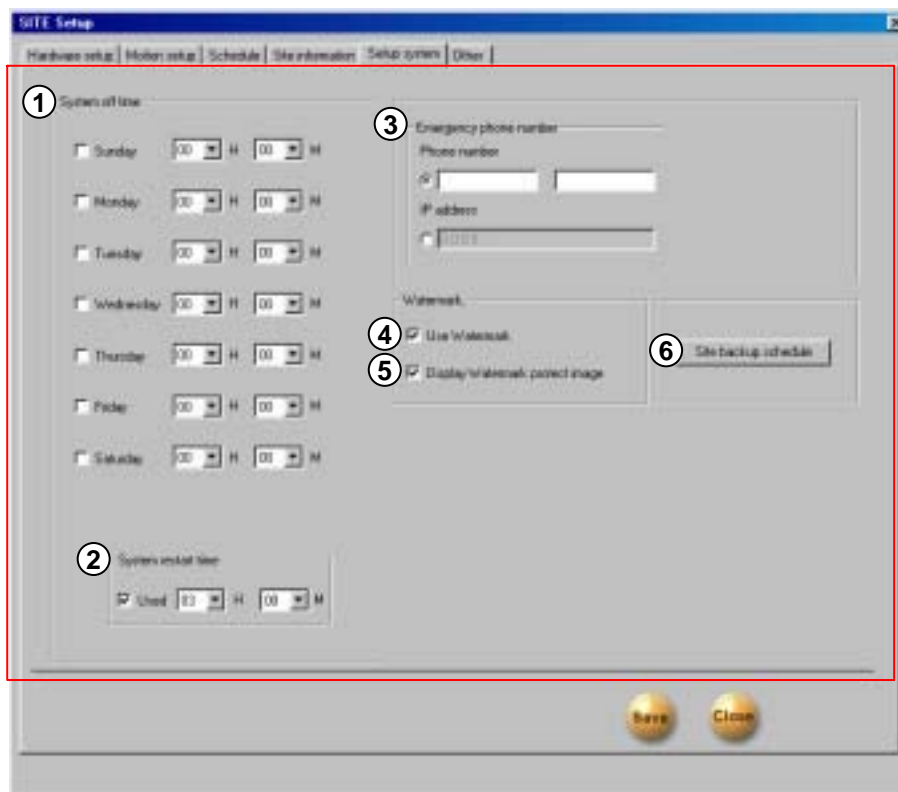 SITE Setup
Hardware setup | Motion setup | Schedule | Site information | Setup system | Other
1 System off time
Sunday 00 H 00 M
Monday 00 H 00 M
Tuesday 00 H 00 M
Wednesday 00 H 00 M
Thursday 00 H 00 M
Friday 00 H 00 M
Saturday 00 H 00 M
2 System restart time
Used 03 H 00 M
3 Emergency phone number
Phone number
IP address
Watermark
4 Use Watermark
5 Display Watermark protect image
6 Site backup schedule
Save Close